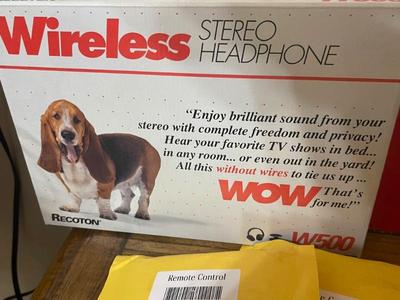 Wireless STEREO
HEADPHONE
"Enjoy brilliant sound from your
stereo with complete freedom and privacy!
Hear your favorite TV shows in bed...
in any room... or even out in the yard!
All this without wires to tie us up ...
WOW That's
for me!"
RECOTON®
W500
Remote Control